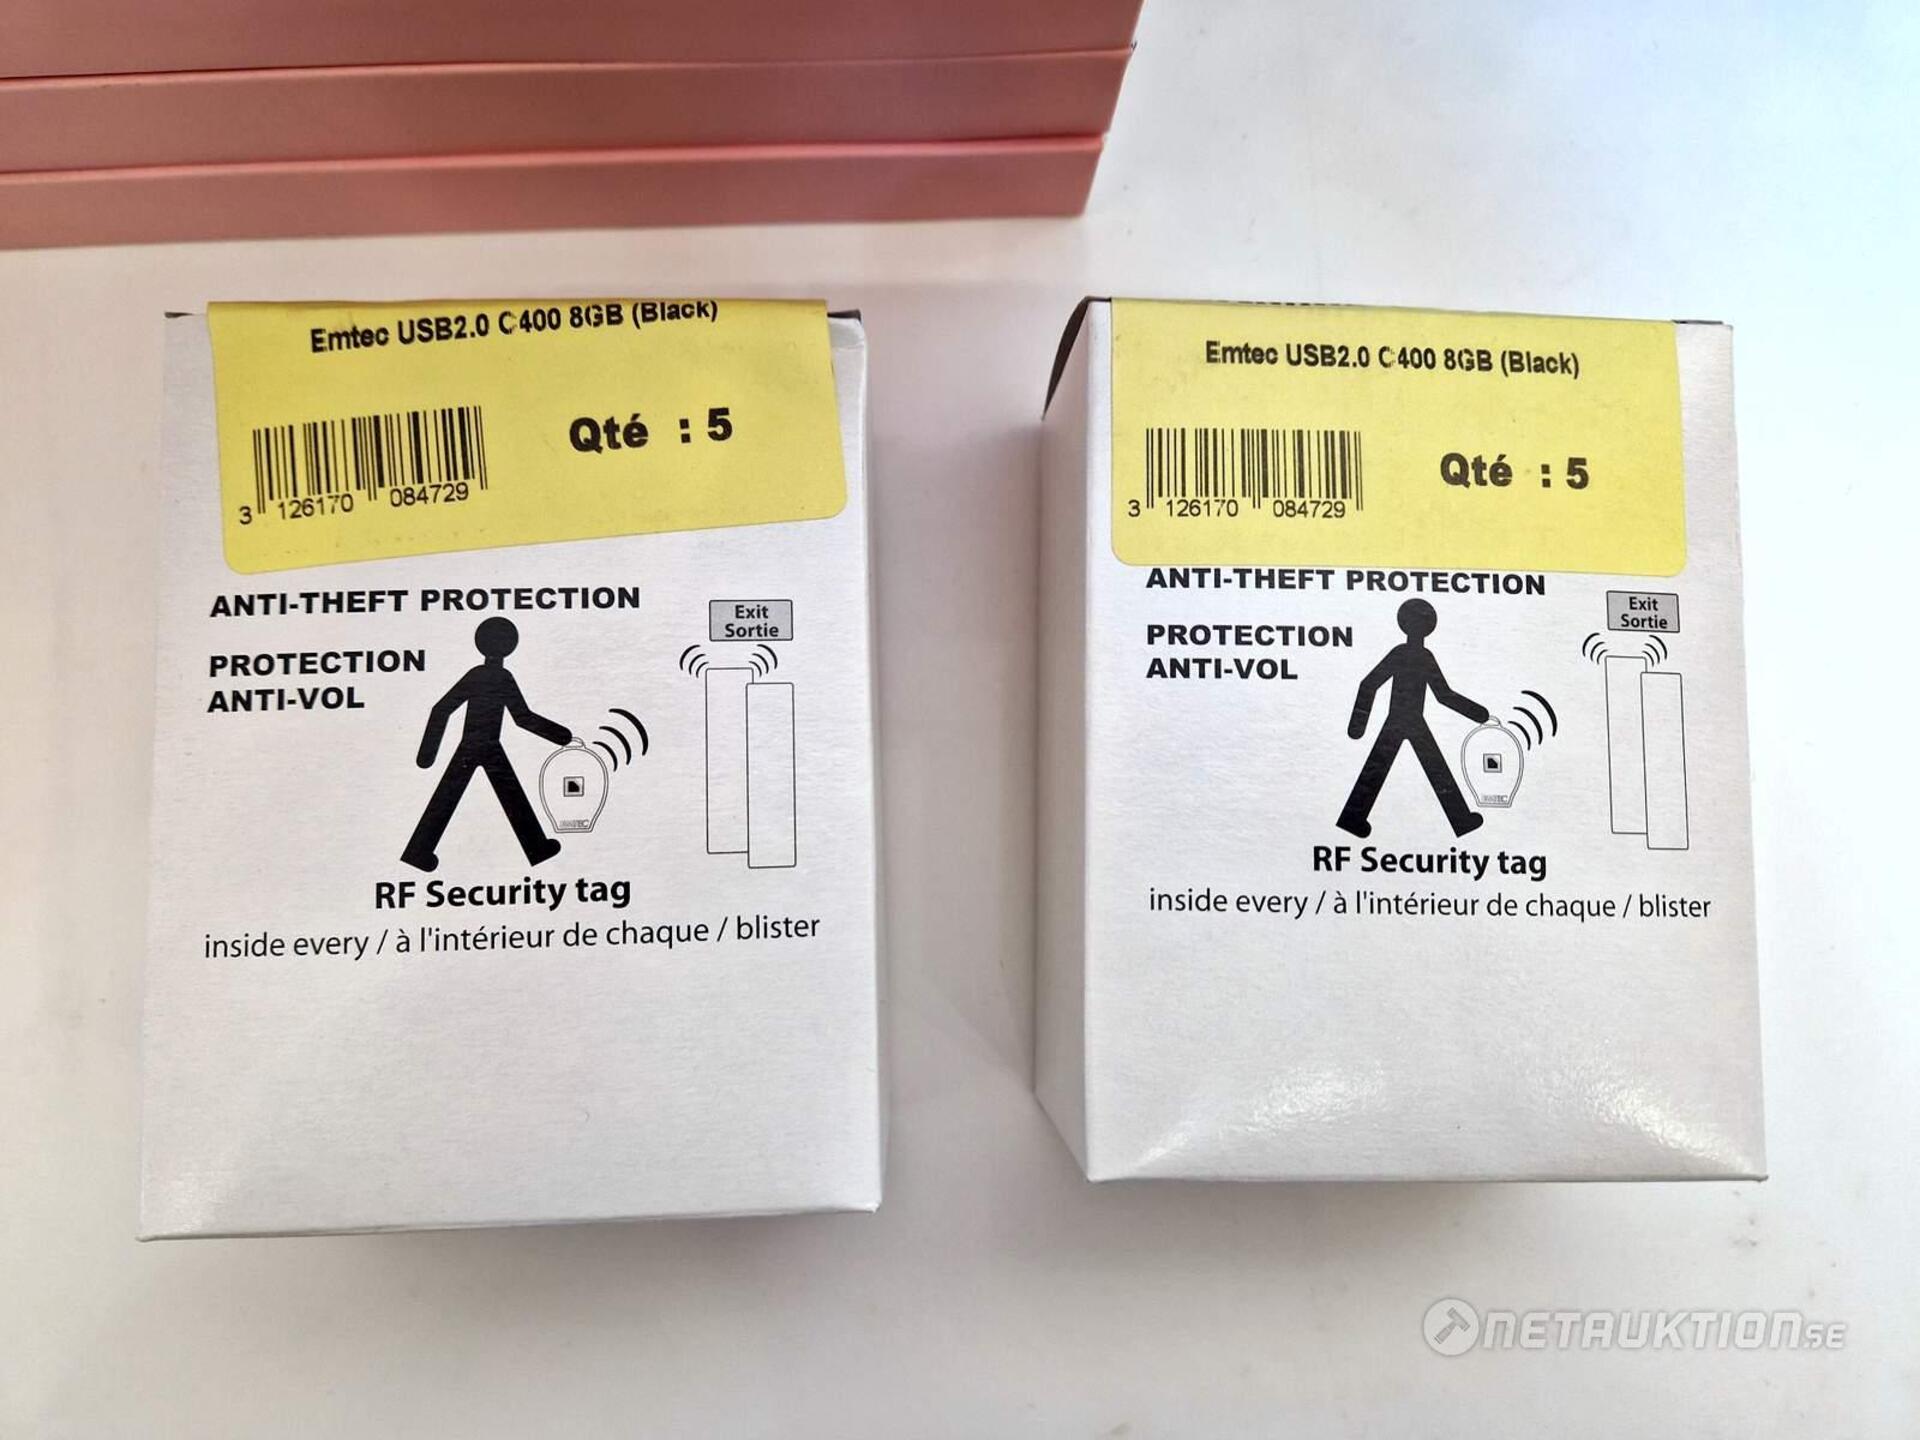 Emtec USB2.0 C400 8GB (Black)
Qté : 5
3 126170 084729
ANTI-THEFT PROTECTION
Exit
Sortie
PROTECTION
ANTI-VOL
EMTEC
RF Security tag
inside every / à l'intérieur de chaque / blister
Emtec USB2.0 C400 8GB (Black)
Qté : 5
3 126170 084729
ANTI-THEFT PROTECTION
Exit
Sortie
PROTECTION
ANTI-VOL
EMTEC
RF Security tag
inside every / à l'intérieur de chaque / blister
NETAUKTION.SE